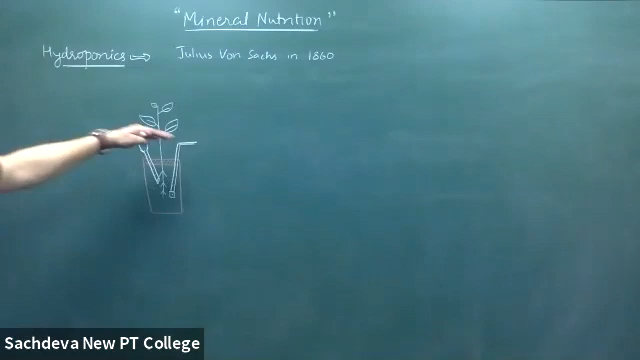 "Mineral Nutrition"
Hydroponics ⇒ Julius Von Sachs in 1860
Sachdeva New PT College